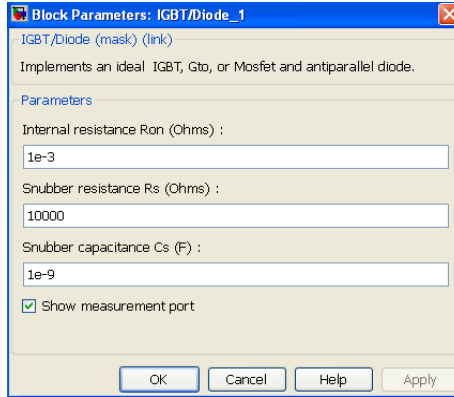 Block Parameters: IGBT/Diode_1
IGBT/Diode (mask) (link)
Implements an ideal IGBT, Gto, or Mosfet and antiparallel diode.
Parameters
Internal resistance Ron (Ohms) :
1e-3
Snubber resistance Rs (Ohms) :
10000
Snubber capacitance Cs (F) :
1e-9
Show measurement port
OK Cancel Help Apply